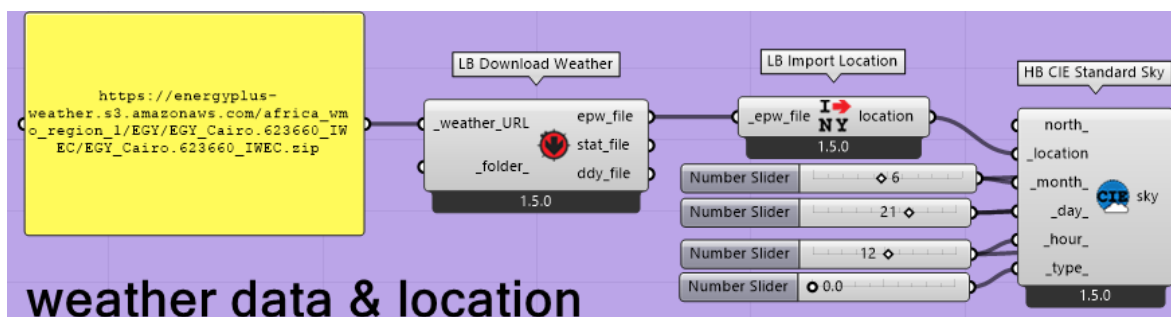 https://energyplus-
weather.s3.amazonaws.com/africa_wm
o_region_1/EGY/EGY_Cairo.623660_IW
EC/EGY_Cairo.623660_IWEC.zip
LB Download Weather
_weather_URL
_folder_
epw_file
stat_file
ddy_file
1.5.0
LB Import Location
_epw_file
I
NY
location
1.5.0
Number Slider
6
Number Slider
21
Number Slider
12
Number Slider
0.0
HB CIE Standard Sky
north_
_location
_month_
_day_
_hour_
_type_
CIE
sky
1.5.0
weather data & location